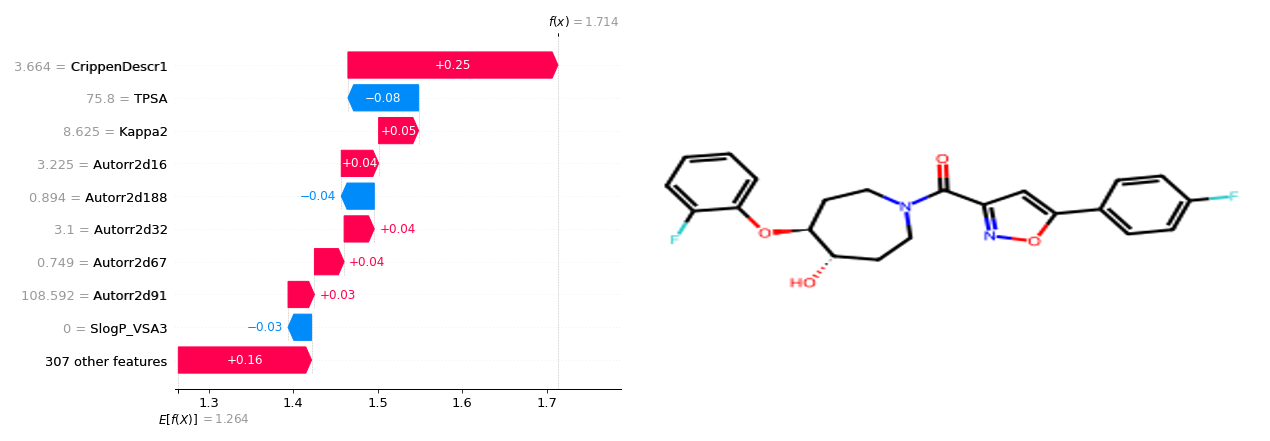 f(x) = 1.714
3.664 = CrippenDescr1
+0.25
75.8 = TPSA
−0.08
8.625 = Kappa2
+0.05
3.225 = Autorr2d16
+0.04
0.894 = Autorr2d188
−0.04
3.1 = Autorr2d32
+0.04
0.749 = Autorr2d67
+0.04
108.592 = Autorr2d91
+0.03
0 = SlogP_VSA3
−0.03
307 other features
+0.16
1.3 1.4 1.5 1.6 1.7
E[f(X)] = 1.264
O
F
N
F
O
N
O
HO